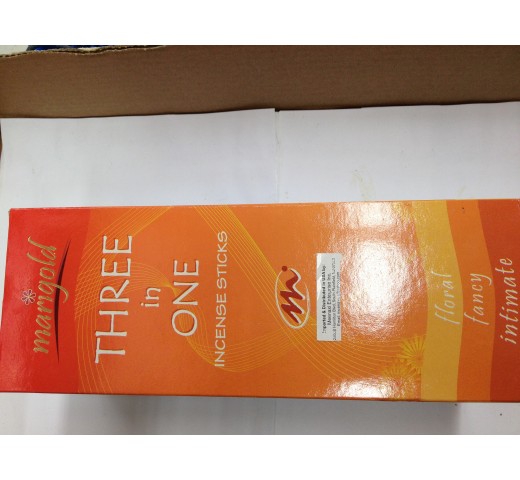 marigold
THREE
in
ONE
INCENSE STICKS
floral
fancy
intimate